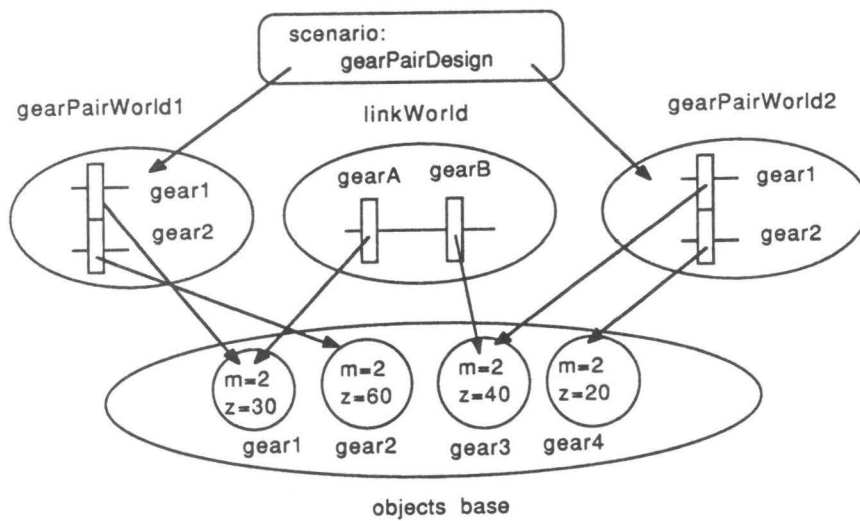 scenario:
gearPairDesign
gearPairWorld1
linkWorld
gearPairWorld2
gear1
gear2
gearA
gearB
gear1
gear2
m=2
z=30
m=2
z=60
m=2
z=40
m=2
z=20
gear1
gear2
gear3
gear4
objects base